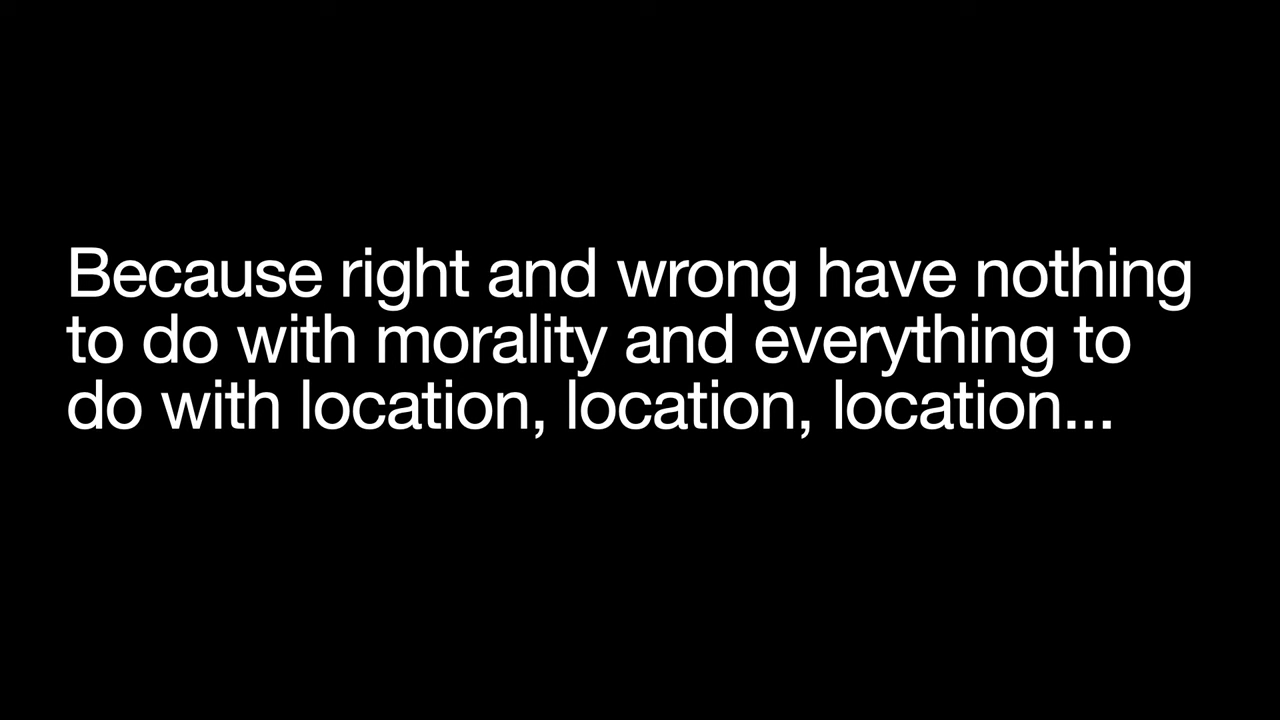 Because right and wrong have nothing
to do with morality and everything to
do with location, location, location...